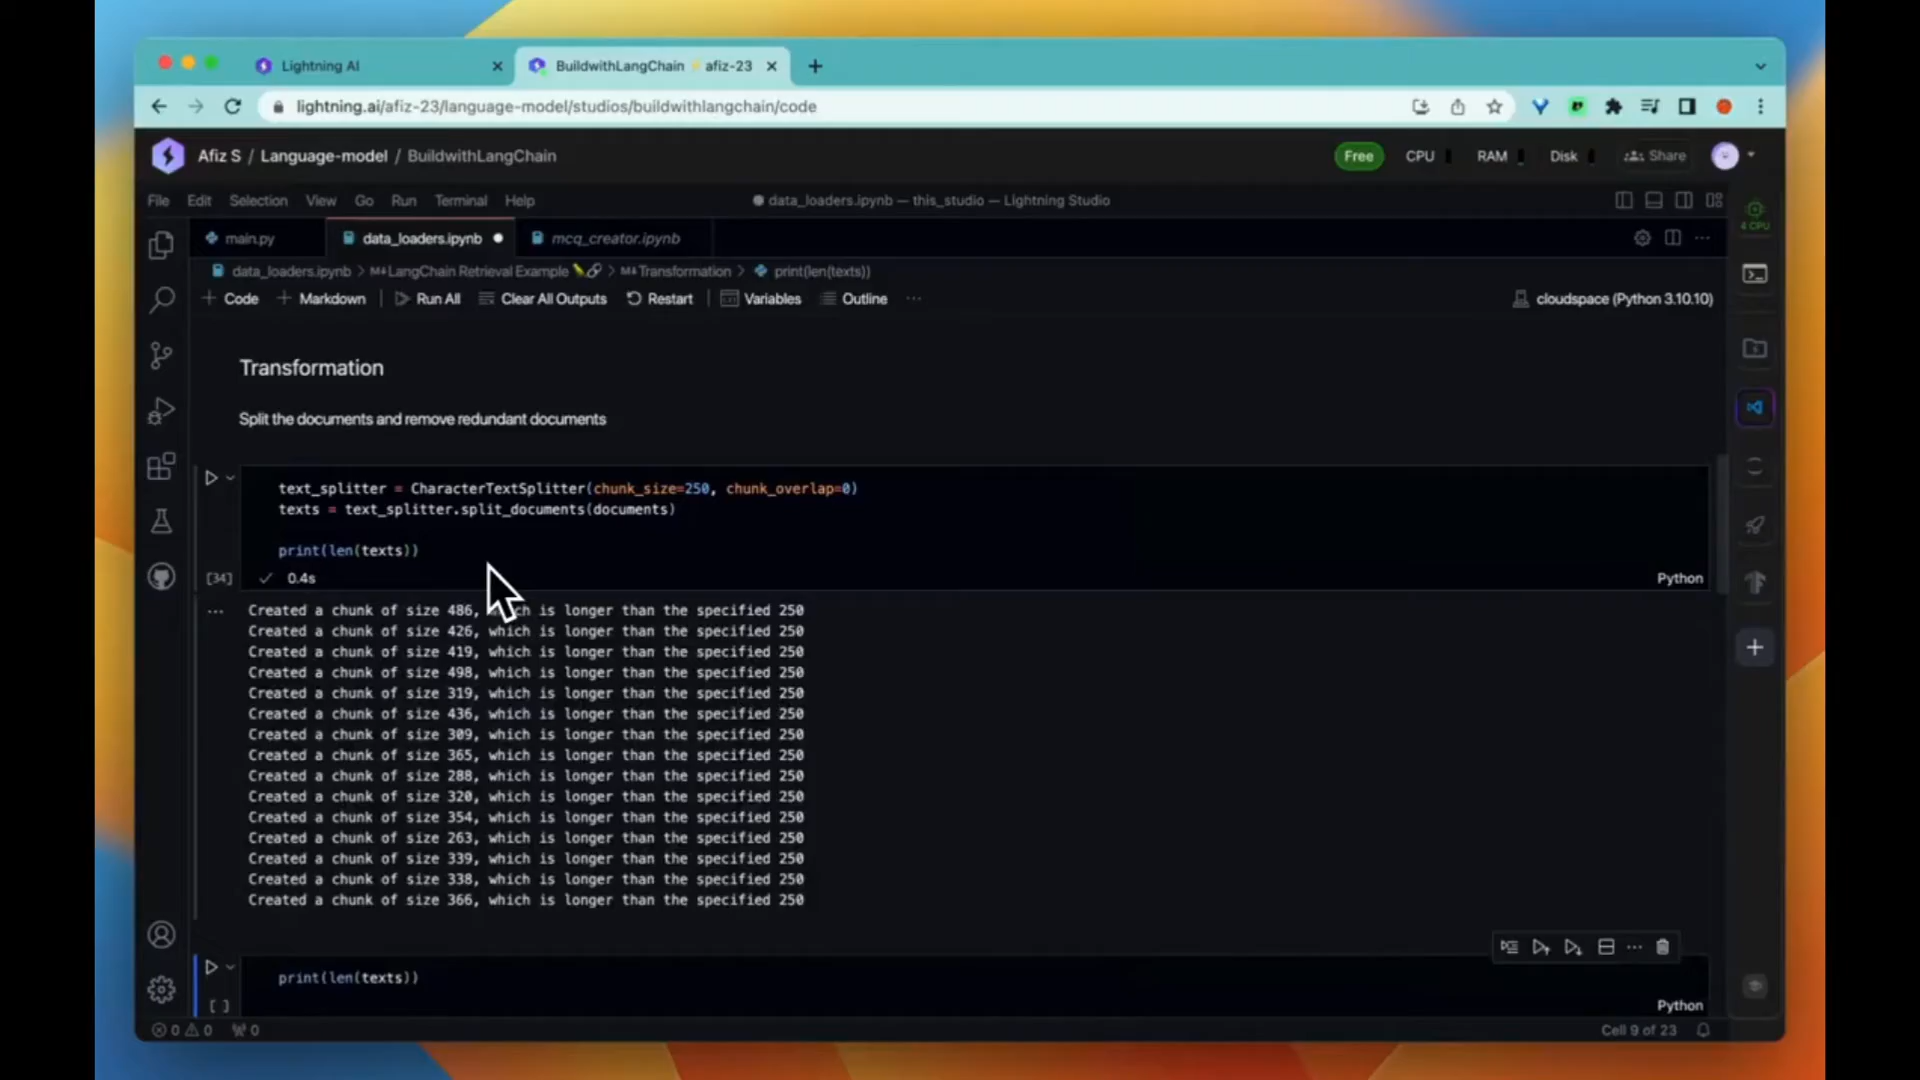 Lightning AI
BuildwithLangChain ⚡ afiz-23
lightning.ai/afiz-23/language-model/studios/buildwithlangchain/code
Afiz S / Language-model / BuildwithLangChain
Free CPU RAM Disk Share
File Edit Selection View Go Run Terminal Help
data_loaders.ipynb — this_studio — Lightning Studio
4 CPU
main.py data_loaders.ipynb mcq_creator.ipynb
data_loaders.ipynb > M↓LangChain Retrieval Example 🦜🔗 > M↓Transformation > print(len(texts))
+ Code + Markdown Run All Clear All Outputs Restart Variables Outline ...
cloudspace (Python 3.10.10)
Transformation
Split the documents and remove redundant documents
text_splitter = CharacterTextSplitter(chunk_size=250, chunk_overlap=0)
texts = text_splitter.split_documents(documents)
print(len(texts))
[34] ✓ 0.4s Python
Created a chunk of size 486, which is longer than the specified 250
Created a chunk of size 426, which is longer than the specified 250
Created a chunk of size 419, which is longer than the specified 250
Created a chunk of size 498, which is longer than the specified 250
Created a chunk of size 319, which is longer than the specified 250
Created a chunk of size 436, which is longer than the specified 250
Created a chunk of size 309, which is longer than the specified 250
Created a chunk of size 365, which is longer than the specified 250
Created a chunk of size 288, which is longer than the specified 250
Created a chunk of size 320, which is longer than the specified 250
Created a chunk of size 354, which is longer than the specified 250
Created a chunk of size 263, which is longer than the specified 250
Created a chunk of size 339, which is longer than the specified 250
Created a chunk of size 338, which is longer than the specified 250
Created a chunk of size 366, which is longer than the specified 250
print(len(texts))
[ ] Python
0 0 0
Cell 9 of 23